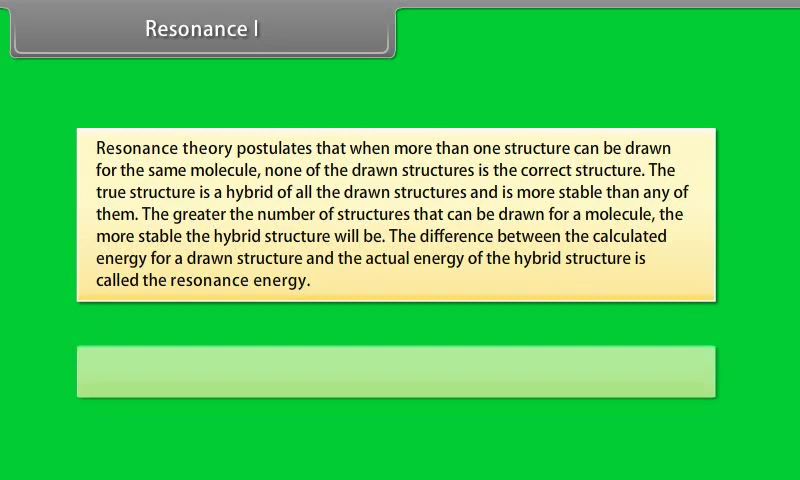 Resonance I
Resonance theory postulates that when more than one structure can be drawn
for the same molecule, none of the drawn structures is the correct structure. The
true structure is a hybrid of all the drawn structures and is more stable than any of
them. The greater the number of structures that can be drawn for a molecule, the
more stable the hybrid structure will be. The difference between the calculated
energy for a drawn structure and the actual energy of the hybrid structure is
called the resonance energy.